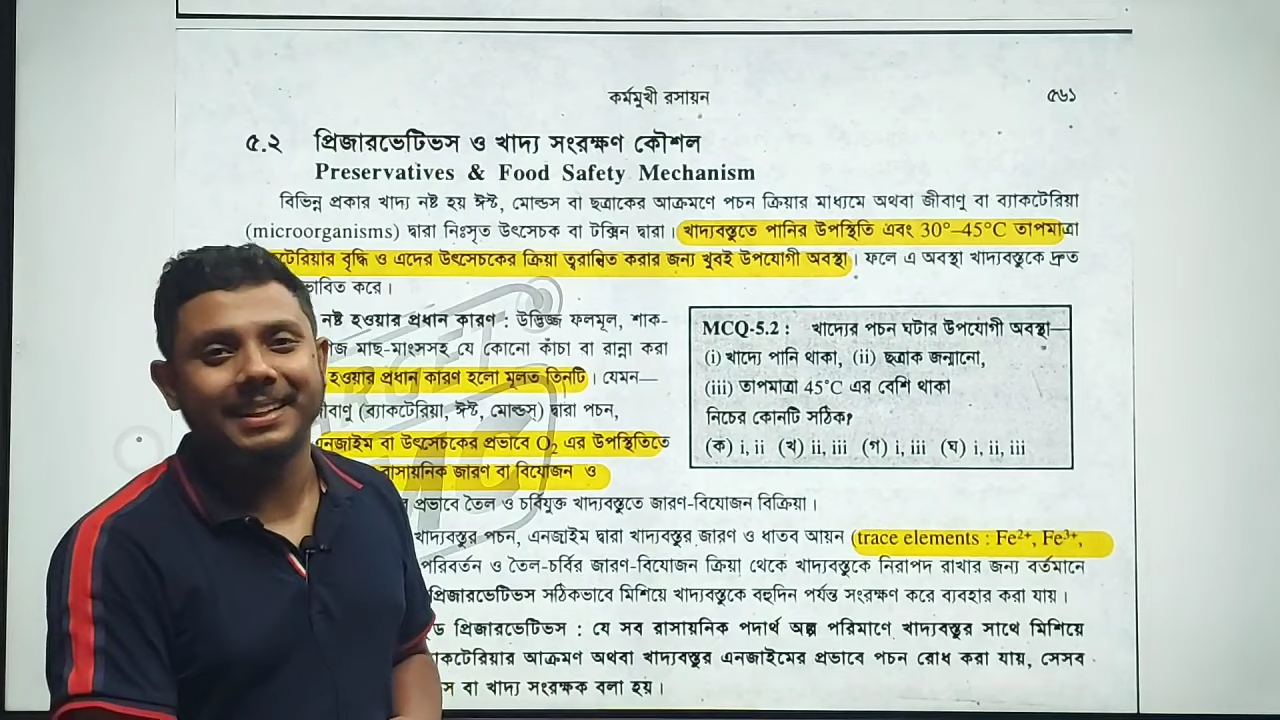 কর্মমুখী রসায়ন ৫৬১
৫.২ প্রিজারভেটিভস ও খাদ্য সংরক্ষণ কৌশল
Preservatives & Food Safety Mechanism
বিভিন্ন প্রকার খাদ্য নষ্ট হয় ঈস্ট, মোল্ডস বা ছত্রাকের আক্রমণে পচন ক্রিয়ার মাধ্যমে অথবা জীবাণু বা ব্যাকটেরিয়া
(microorganisms) দ্বারা নিঃসৃত উৎসেচক বা টক্সিন দ্বারা। খাদ্যবস্তুতে পানির উপস্থিতি এবং 30°–45°C তাপমাত্রা
টেরিয়ার বৃদ্ধি ও এদের উৎসেচকের ক্রিয়া ত্বরান্বিত করার জন্য খুবই উপযোগী অবস্থা। ফলে এ অবস্থা খাদ্যবস্তুকে দ্রুত
ভাবিত করে।
নষ্ট হওয়ার প্রধান কারণ : উদ্ভিজ্জ ফলমূল, শাক-
মাছ-মাংসসহ যে কোনো কাঁচা বা রান্না করা
হওয়ার প্রধান কারণ হলো মূলত তিনটি। যেমন—
জীবাণু (ব্যাকটেরিয়া, ঈস্ট, মোল্ডস্) দ্বারা পচন,
এনজাইম বা উৎসেচকের প্রভাবে O₂ এর উপস্থিতিতে
রাসায়নিক জারণ বা বিয়োজন ও
প্রভাবে তৈল ও চর্বিযুক্ত খাদ্যবস্তুতে জারণ-বিয়োজন বিক্রিয়া।
MCQ-5.2 : খাদ্যের পচন ঘটার উপযোগী অবস্থা—
(i) খাদ্যে পানি থাকা, (ii) ছত্রাক জন্মানো,
(iii) তাপমাত্রা 45°C এর বেশি থাকা
নিচের কোনটি সঠিক?
(ক) i, ii (খ) ii, iii (গ) i, iii (ঘ) i, ii, iii
খাদ্যবস্তুর পচন, এনজাইম দ্বারা খাদ্যবস্তুর জারণ ও ধাতব আয়ন (trace elements : Fe²⁺, Fe³⁺,
পরিবর্তন ও তৈল-চর্বির জারণ-বিয়োজন ক্রিয়া থেকে খাদ্যবস্তুকে নিরাপদ রাখার জন্য বর্তমানে
প্রিজারভেটিভস সঠিকভাবে মিশিয়ে খাদ্যবস্তুকে বহুদিন পর্যন্ত সংরক্ষণ করে ব্যবহার করা যায়।
ড প্রিজারভেটিভস : যে সব রাসায়নিক পদার্থ অল্প পরিমাণে খাদ্যবস্তুর সাথে মিশিয়ে
াকটেরিয়ার আক্রমণ অথবা খাদ্যবস্তুর এনজাইমের প্রভাবে পচন রোধ করা যায়, সেসব
স বা খাদ্য সংরক্ষক বলা হয়।